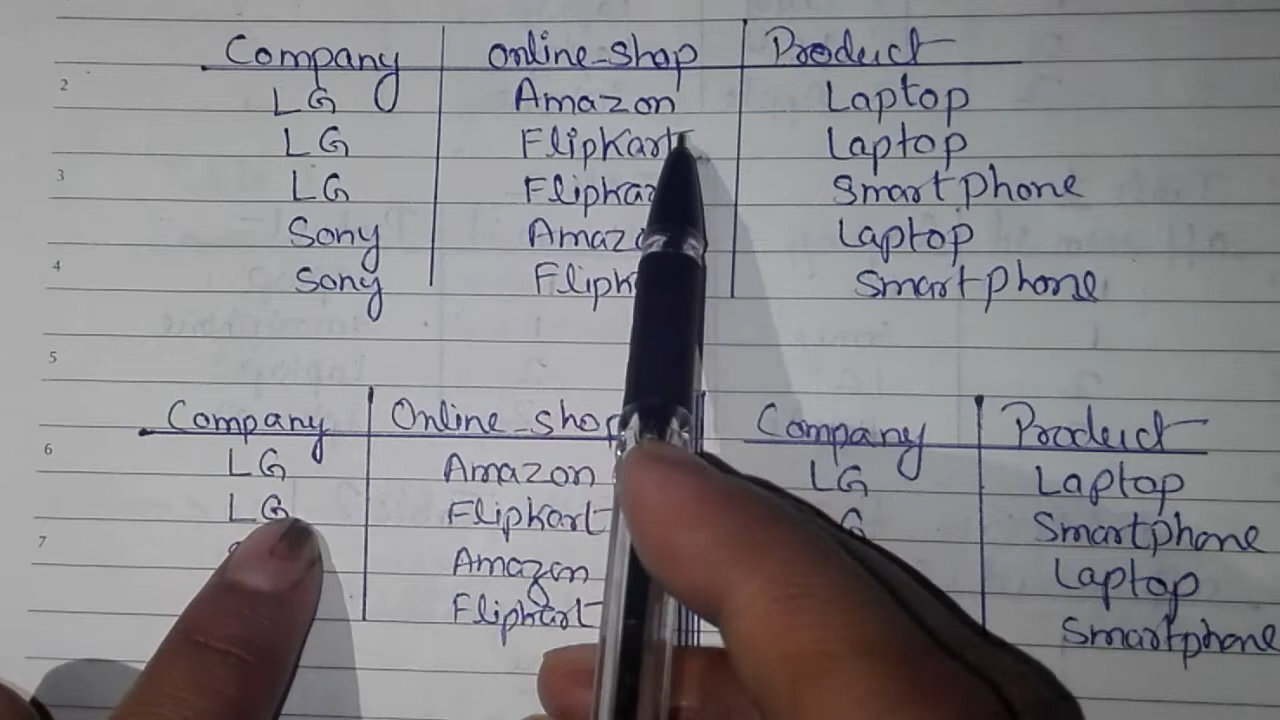 Company Online_shop Product
2
LG Amazon Laptop
LG Flipkart Laptop
3
LG Smartphone
Sony Laptop
4
Sony Smartphone
5
Company Online_shop Company Product
6
LG Amazon LG Laptop
LG Flipkart Smartphone
7
Amazon Laptop
Flipkart Smartphone